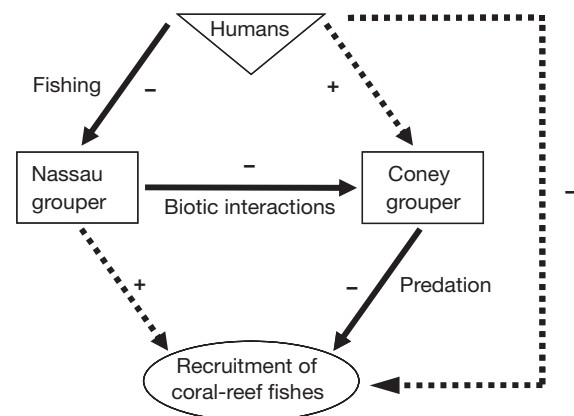 Humans
Fishing
–
+
Nassau
grouper
–
Biotic interactions
Coney
grouper
–
+
–
Predation
Recruitment of
coral-reef fishes